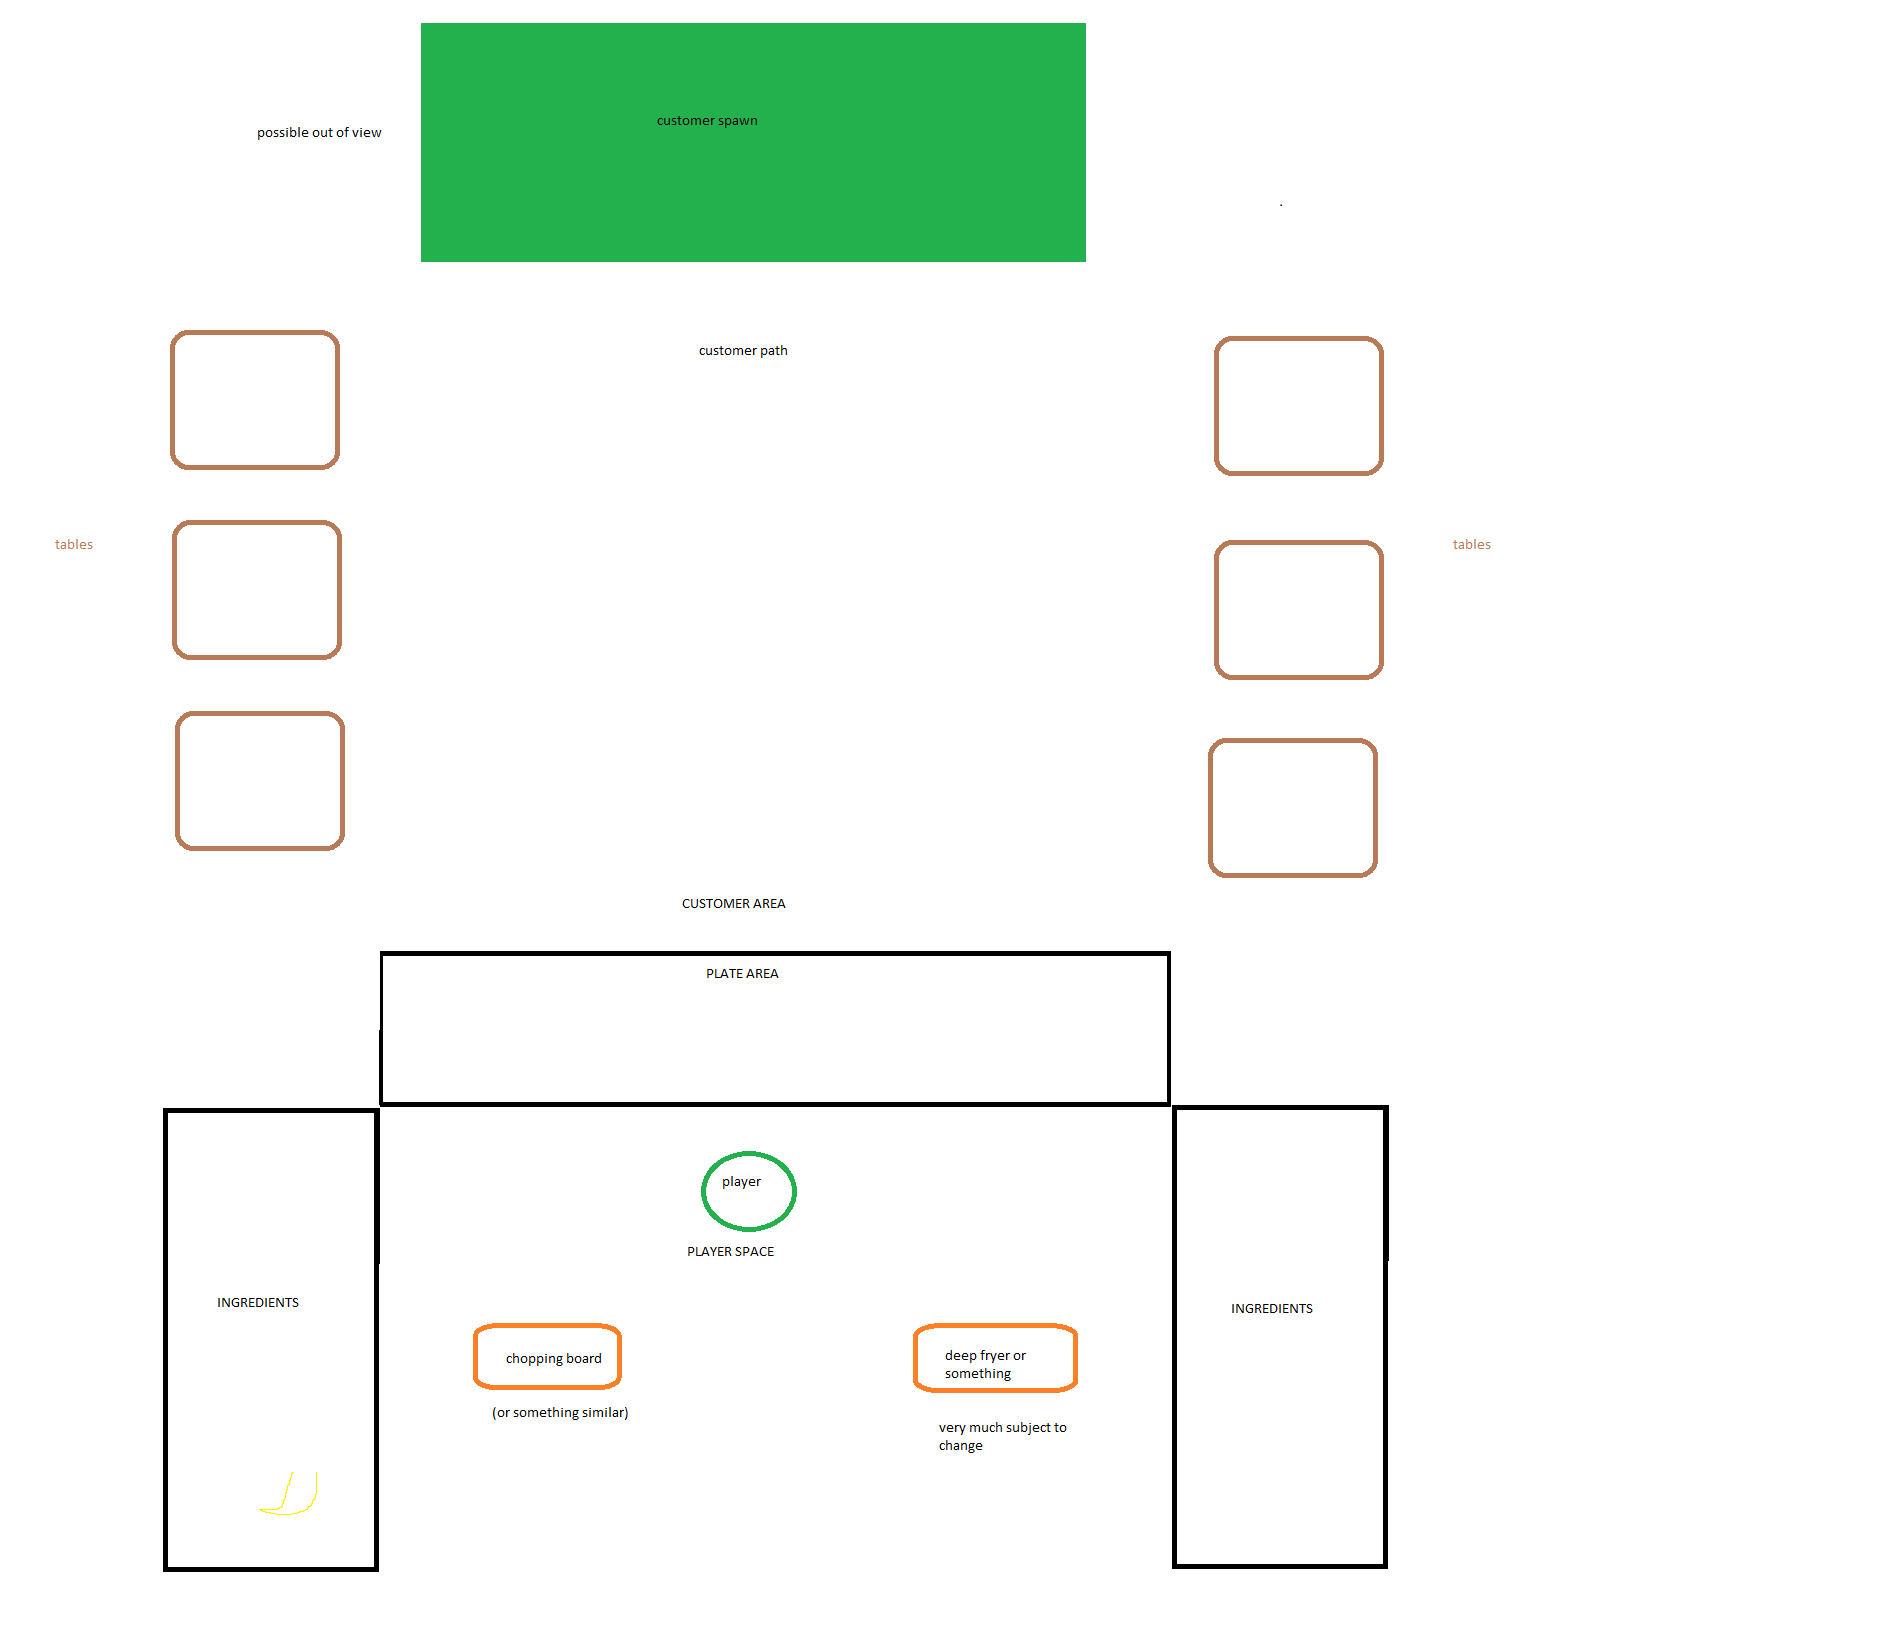 customer spawn
possible out of view
customer path
tables
tables
CUSTOMER AREA
PLATE AREA
player
PLAYER SPACE
INGREDIENTS
INGREDIENTS
chopping board
deep fryer or
something
(or something similar)
very much subject to
change